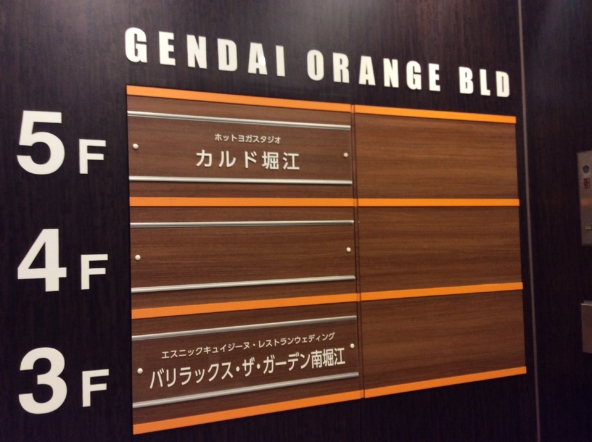 GENDAI ORANGE BLD
5F
ホットヨガスタジオ
カルド堀江
4F
3F
エスニックキュイジーヌ・レストランウェディング
バリラックス・ザ・ガーデン南堀江